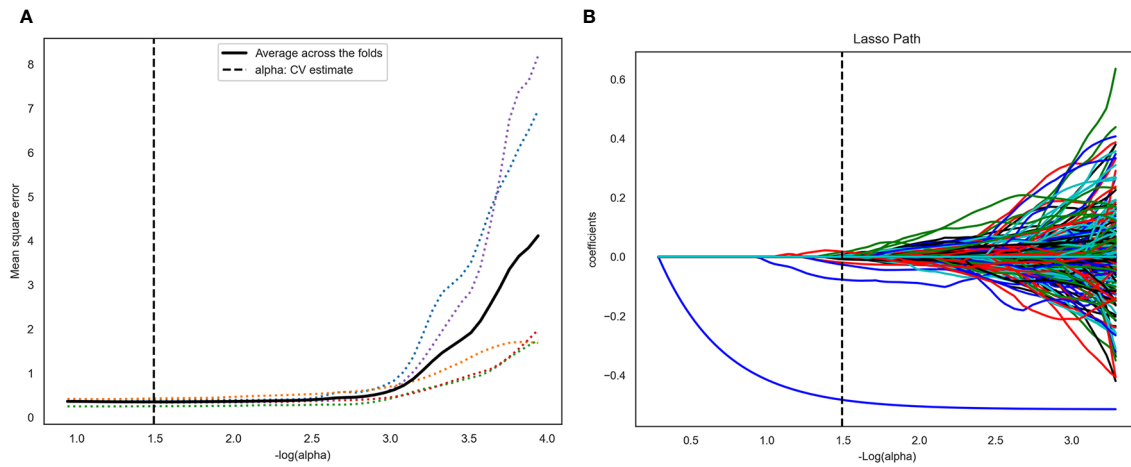 A
Average across the folds
alpha: CV estimate
Mean square error
8
7
6
5
4
3
2
1
0
1.0 1.5 2.0 2.5 3.0 3.5 4.0
-log(alpha)
B
Lasso Path
coefficients
0.6
0.4
0.2
0.0
−0.2
−0.4
0.5 1.0 1.5 2.0 2.5 3.0
-Log(alpha)